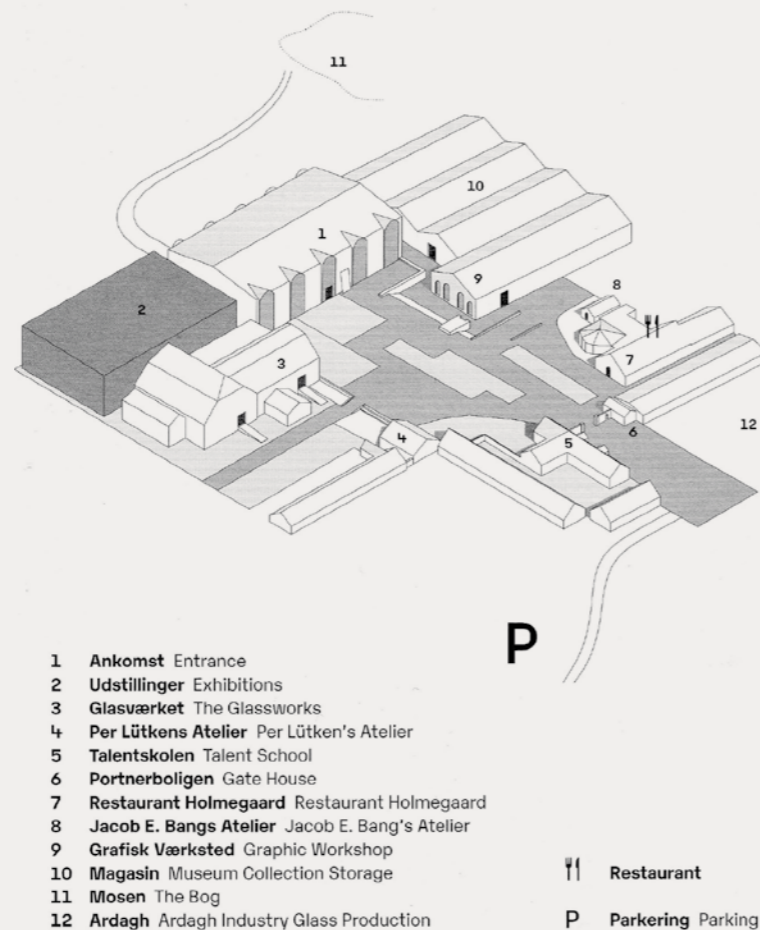 11
10
1
9
8
2
7
3
12
6
4
5
P
1 Ankomst Entrance
2 Udstillinger Exhibitions
3 Glasværket The Glassworks
4 Per Lütkens Atelier Per Lütken's Atelier
5 Talentskolen Talent School
6 Portnerboligen Gate House
7 Restaurant Holmegaard Restaurant Holmegaard
8 Jacob E. Bangs Atelier Jacob E. Bang's Atelier
9 Grafisk Værksted Graphic Workshop
10 Magasin Museum Collection Storage
11 Mosen The Bog
12 Ardagh Ardagh Industry Glass Production
Restaurant
P Parkering Parking